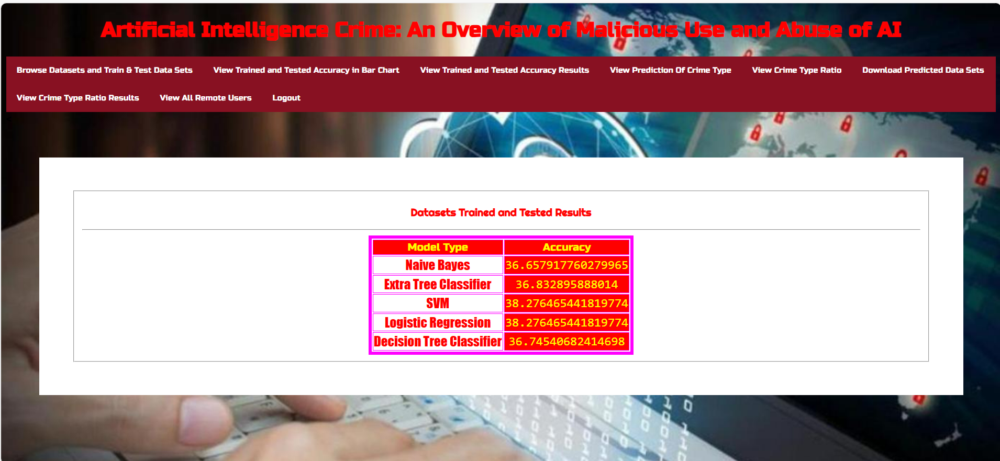 Artificial Intelligence Crime: An Overview of Malicious Use and Abuse of AI
Browse Datasets and Train & Test Data Sets View Trained and Tested Accuracy in Bar Chart View Trained and Tested Accuracy Results View Prediction Of Crime Type View Crime Type Ratio Download Predicted Data Sets
View Crime Type Ratio Results View All Remote Users Logout
Datasets Trained and Tested Results
Model Type Accuracy
Naive Bayes 36.657917760279965
Extra Tree Classifier 36.832895888014
SVM 38.276465441819774
Logistic Regression 38.276465441819774
Decision Tree Classifier 36.74540682414698